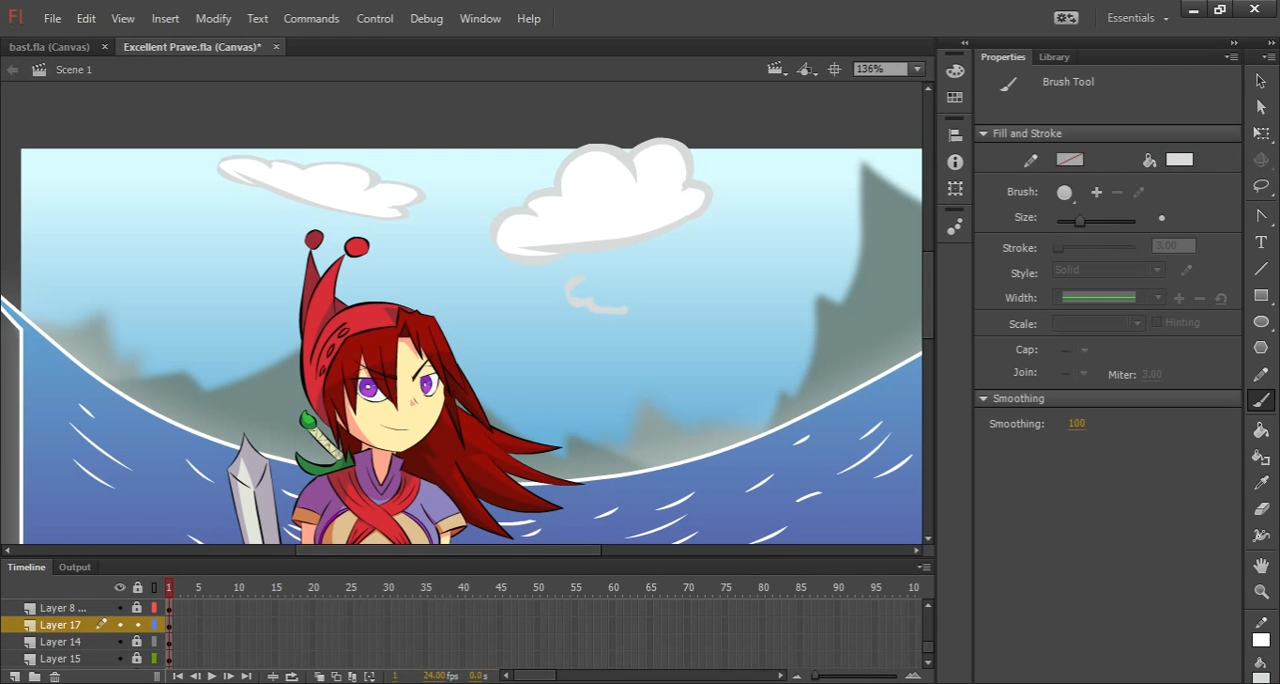 Fl File Edit View Insert Modify Text Commands Control Debug Window Help Essentials
bast.fla (Canvas) × Excellent Prave.fla (Canvas)* ×
Scene 1 136%
Properties Library
Brush Tool
Fill and Stroke
Brush:
Size:
Stroke: 3.00
Style: Solid
Width:
Scale: Hinting
Cap:
Join: Miter: 3.00
Smoothing
Smoothing: 100
Timeline Output
1 5 10 15 20 25 30 35 40 45 50 55 60 65 70 75 80 85 90 95 10
Layer 8 ...
Layer 17
Layer 14
Layer 15
1 24.00 fps 0.0 s